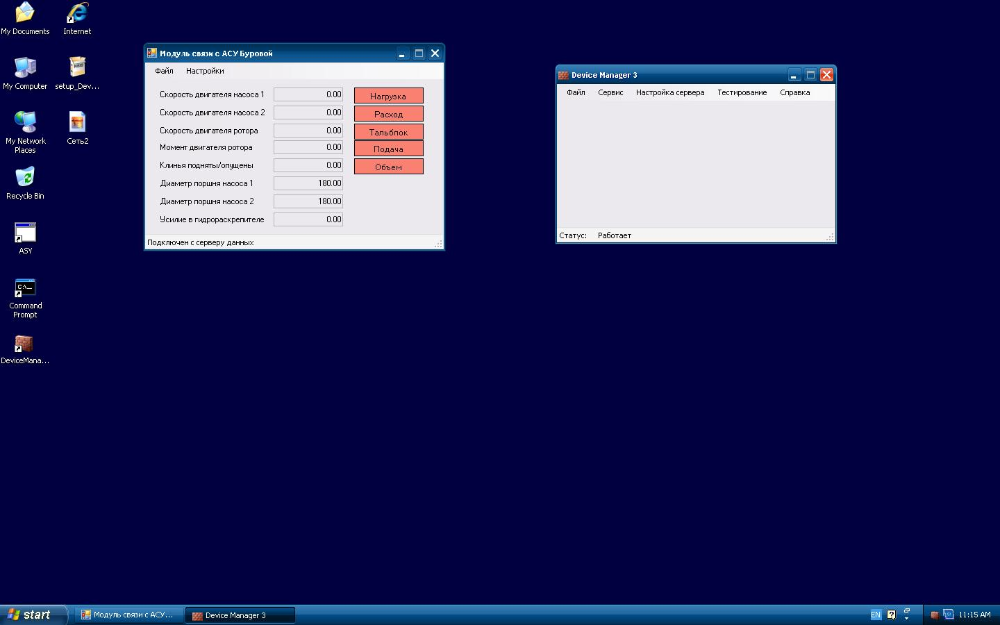 My Documents
Internet
My Computer
setup_Dev...
My Network
Places
Сеть2
Recycle Bin
ASY
Command
Prompt
DeviceMana...
Модуль связи с АСУ Буровой
Файл Настройки
Скорость двигателя насоса 1 0.00 Нагрузка
Скорость двигателя насоса 2 0.00 Расход
Скорость двигателя ротора 0.00 Тальблок
Момент двигателя ротора 0.00 Подача
Клинья подняты/опущены 0.00 Объем
Диаметр поршня насоса 1 180.00
Диаметр поршня насоса 2 180.00
Усилие в гидрораскрепителе 0.00
Подключен с серверу данных
Device Manager 3
Файл Сервис Настройка сервера Тестирование Справка
Статус: Работает
start Модуль связи с АСУ... Device Manager 3 EN 11:15 AM